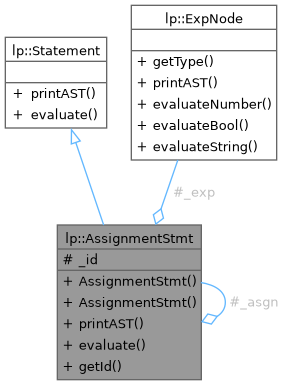 lp::ExpNode
+ getType()
+ printAST()
+ evaluateNumber()
+ evaluateBool()
+ evaluateString()
lp::Statement
+ printAST()
+ evaluate()
#_exp
lp::AssignmentStmt
# _id
+ AssignmentStmt()
+ AssignmentStmt()
+ printAST()
+ evaluate()
+ getId()
#_asgn